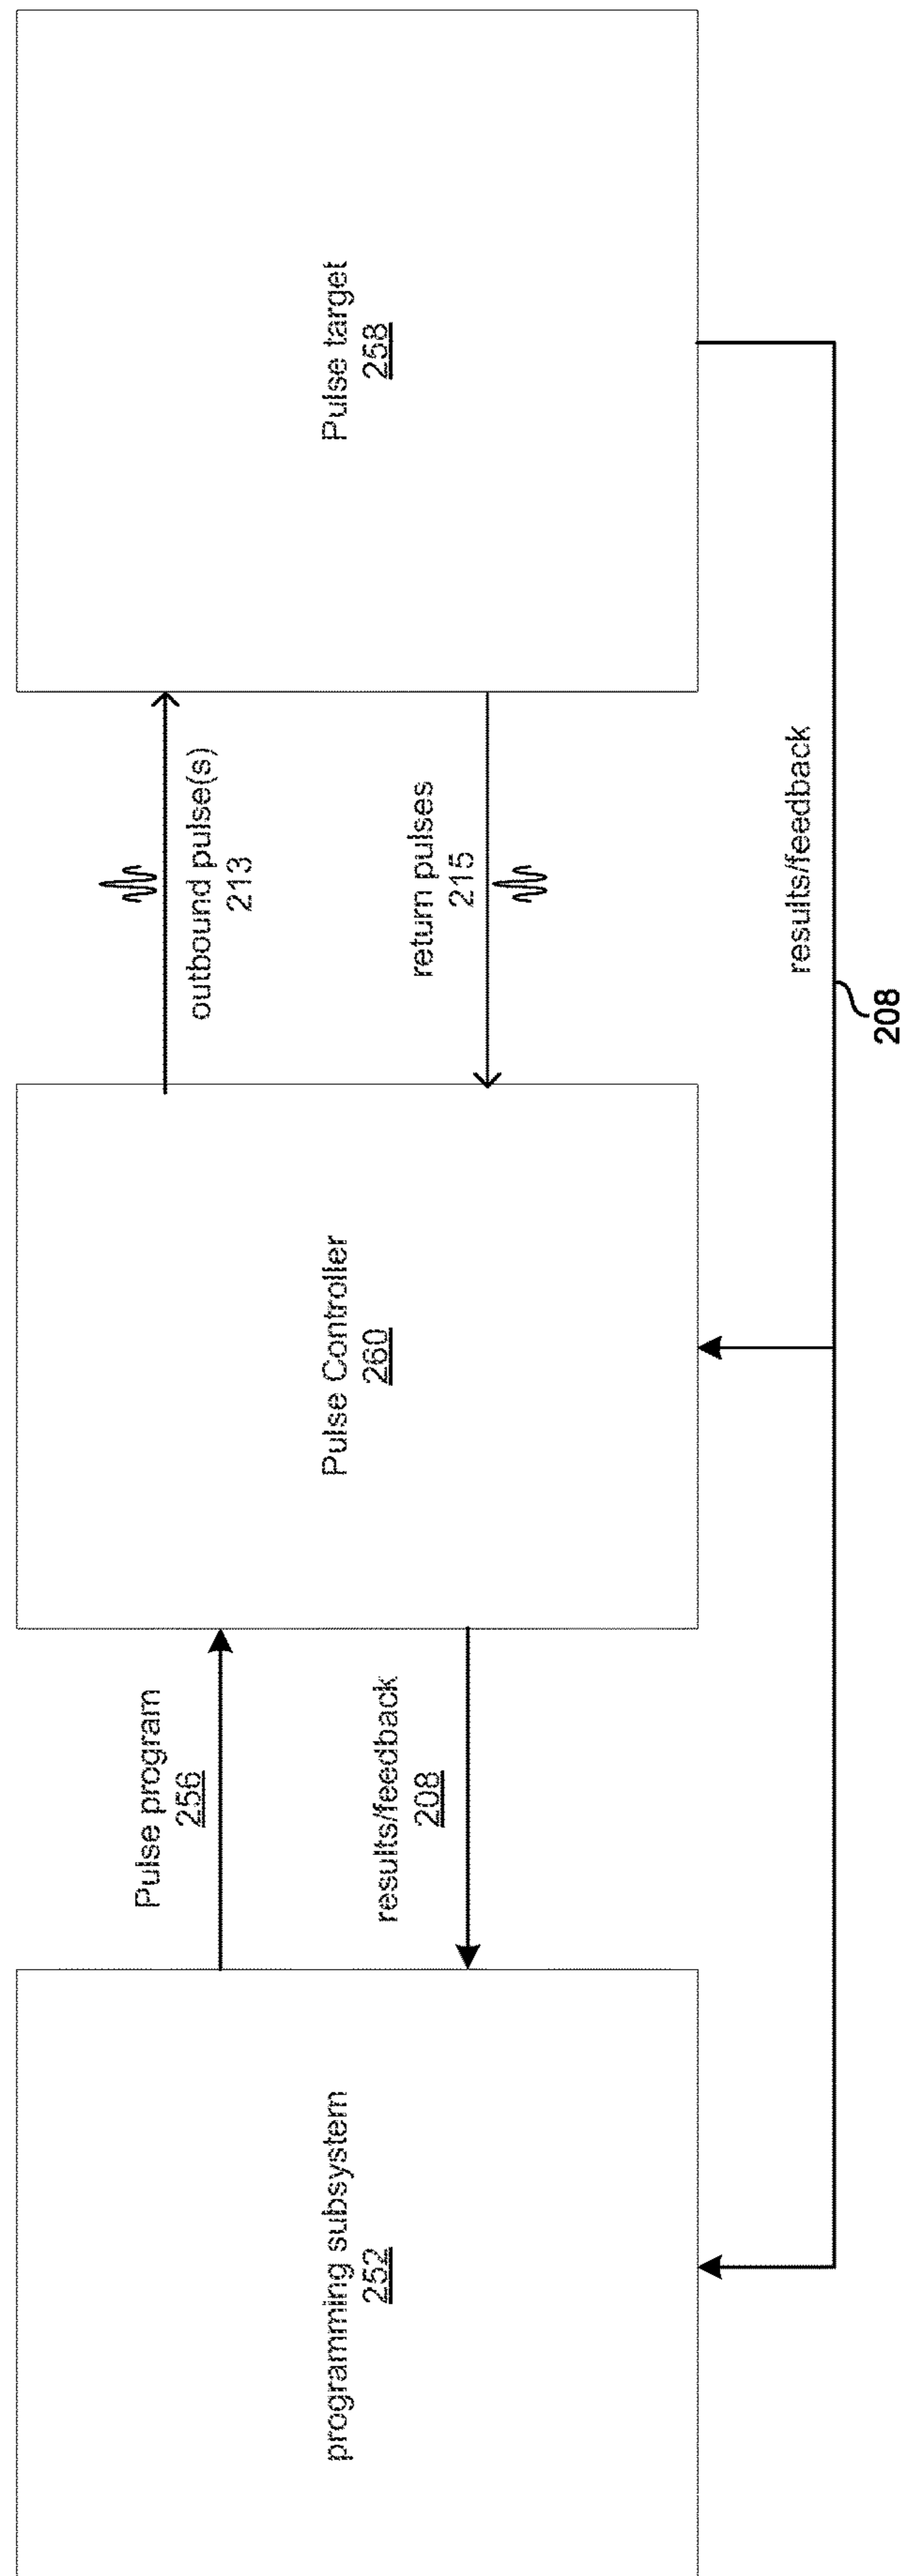 programming subsystem
252
Pulse program
256
results/feedback
208
Pulse Controller
260
outbound pulse(s)
213
return pulses
215
Pulse target
258
results/feedback
208